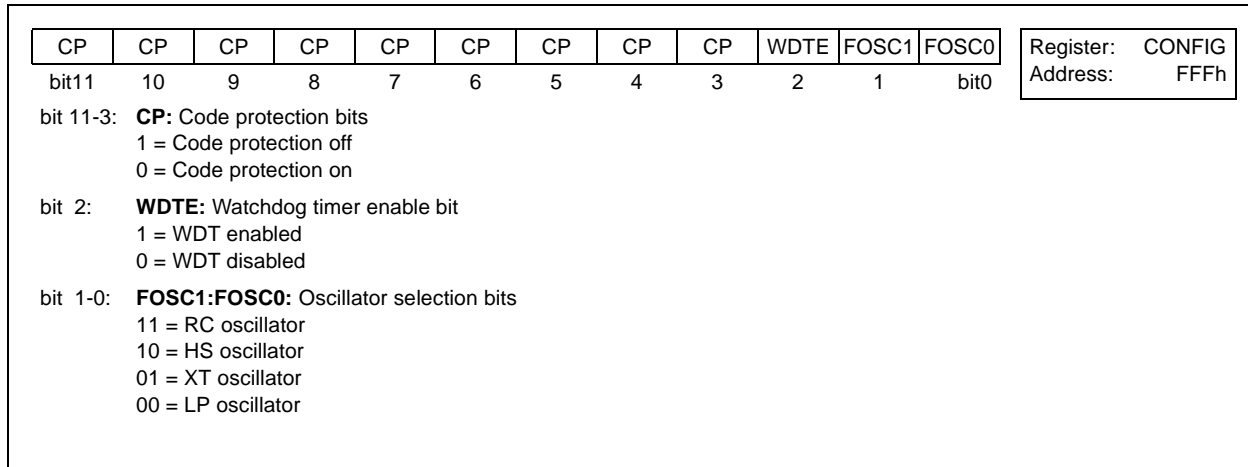 CP CP CP CP CP CP CP CP CP WDTE FOSC1 FOSC0
bit11 10 9 8 7 6 5 4 3 2 1 bit0
Register: CONFIG
Address: FFFh
bit 11-3: CP: Code protection bits
1 = Code protection off
0 = Code protection on
bit 2: WDTE: Watchdog timer enable bit
1 = WDT enabled
0 = WDT disabled
bit 1-0: FOSC1:FOSC0: Oscillator selection bits
11 = RC oscillator
10 = HS oscillator
01 = XT oscillator
00 = LP oscillator